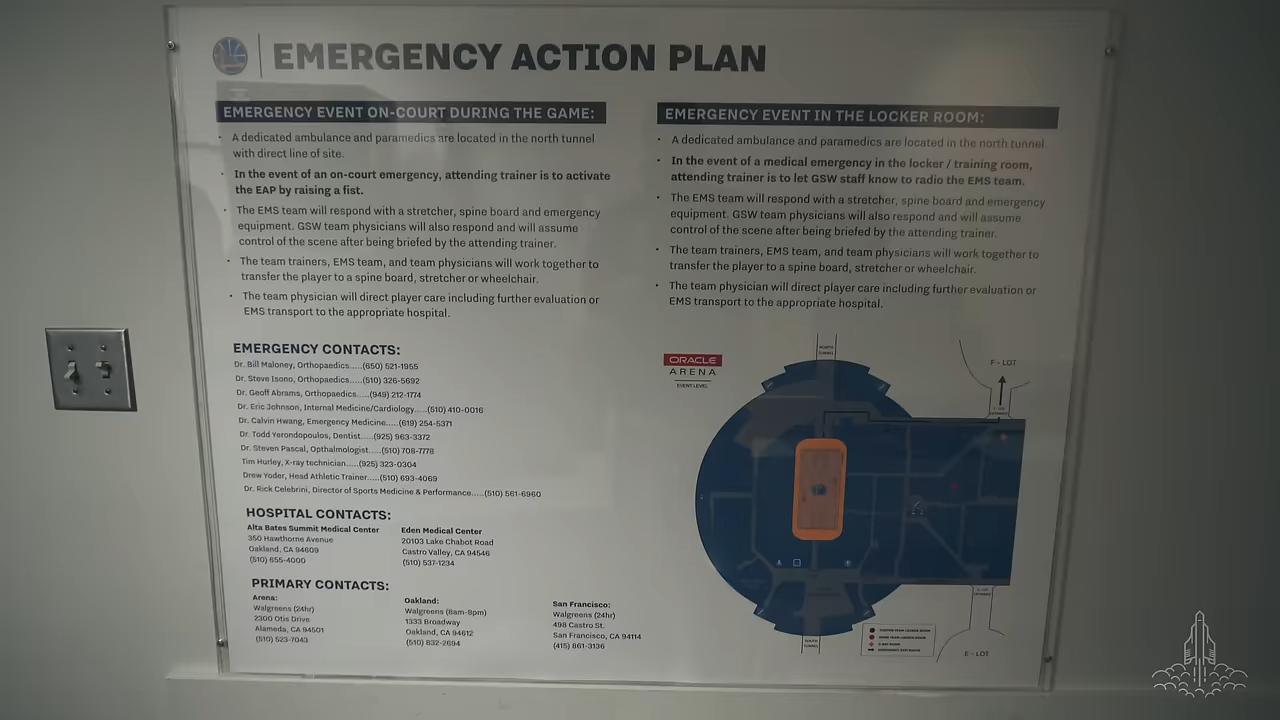 EMERGENCY ACTION PLAN
EMERGENCY EVENT ON-COURT DURING THE GAME:
· A dedicated ambulance and paramedics are located in the north tunnel
with direct line of site.
· In the event of an on-court emergency, attending trainer is to activate
the EAP by raising a fist.
· The EMS team will respond with a stretcher, spine board and emergency
equipment. GSW team physicians will also respond and will assume
control of the scene after being briefed by the attending trainer.
· The team trainers, EMS team, and team physicians will work together to
transfer the player to a spine board, stretcher or wheelchair.
· The team physician will direct player care including further evaluation or
EMS transport to the appropriate hospital.
EMERGENCY EVENT IN THE LOCKER ROOM:
· A dedicated ambulance and paramedics are located in the north tunnel.
· In the event of a medical emergency in the locker / training room,
attending trainer is to let GSW staff know to radio the EMS team.
· The EMS team will respond with a stretcher, spine board and emergency
equipment. GSW team physicians will also respond and will assume
control of the scene after being briefed by the attending trainer.
· The team trainers, EMS team, and team physicians will work together to
transfer the player to a spine board, stretcher or wheelchair.
· The team physician will direct player care including further evaluation or
EMS transport to the appropriate hospital.
EMERGENCY CONTACTS:
Dr. Bill Maloney, Orthopaedics.....(650) 521-1955
Dr. Steve Isono, Orthopaedics.....(510) 326-5692
Dr. Geoff Abrams, Orthopaedics.....(949) 212-1774
Dr. Eric Johnson, Internal Medicine/Cardiology.....(510) 410-0016
Dr. Calvin Hwang, Emergency Medicine.....(619) 254-5371
Dr. Todd Yerondopoulos, Dentist.....(925) 963-3372
Dr. Steven Pascal, Opthalmologist.....(510) 708-7778
Tim Hurley, X-ray technician.....(925) 323-0304
Drew Yoder, Head Athletic Trainer.....(510) 693-4069
Dr. Rick Celebrini, Director of Sports Medicine & Performance.....(510) 561-6960
HOSPITAL CONTACTS:
Alta Bates Summit Medical Center
350 Hawthorne Avenue
Oakland, CA 94609
(510) 655-4000
Eden Medical Center
20103 Lake Chabot Road
Castro Valley, CA 94546
(510) 537-1234
PRIMARY CONTACTS:
Arena:
Walgreens (24hr)
2300 Otis Drive
Alameda, CA 94501
(510) 523-7043
Oakland:
Walgreens (8am-8pm)
1333 Broadway
Oakland, CA 94612
(510) 832-2694
San Francisco:
Walgreens (24hr)
498 Castro St.
San Francisco, CA 94114
(415) 861-3136
ORACLE
ARENA
EVENT LEVEL
NORTH
TUNNEL
F - LOT
SOUTH
TUNNEL
E - LOT